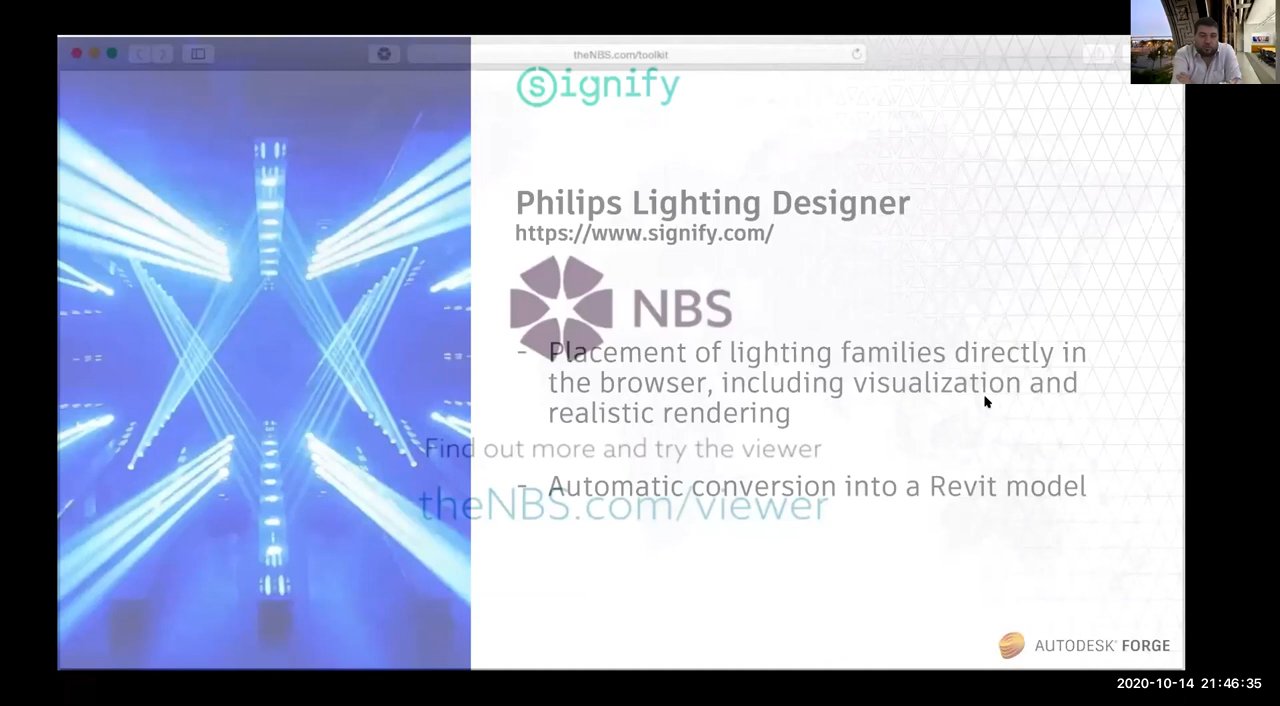 theNBS.com/toolkit
signify
Philips Lighting Designer
https://www.signify.com/
NBS
- Placement of lighting families directly in
the browser, including visualization and
realistic rendering
Find out more and try the viewer
- Automatic conversion into a Revit model
theNBS.com/viewer
AUTODESK® FORGE
2020-10-14 21:46:35